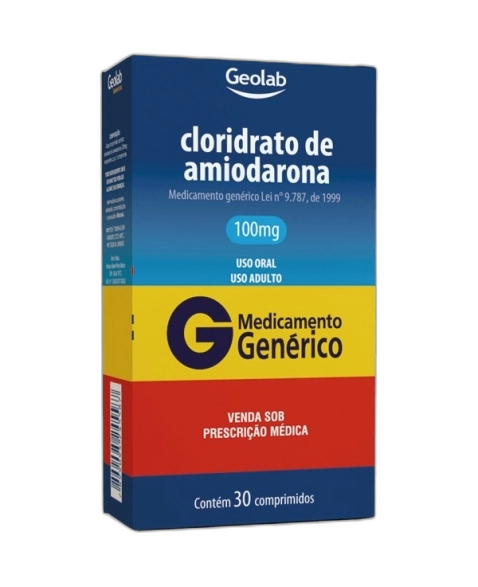 Geolab
cloridrato de
amiodarona
Medicamento genérico Lei n° 9.787, de 1999
100mg
USO ORAL
USO ADULTO
G Medicamento
Genérico
VENDA SOB
PRESCRIÇÃO MÉDICA
Contém 30 comprimidos
Geolab